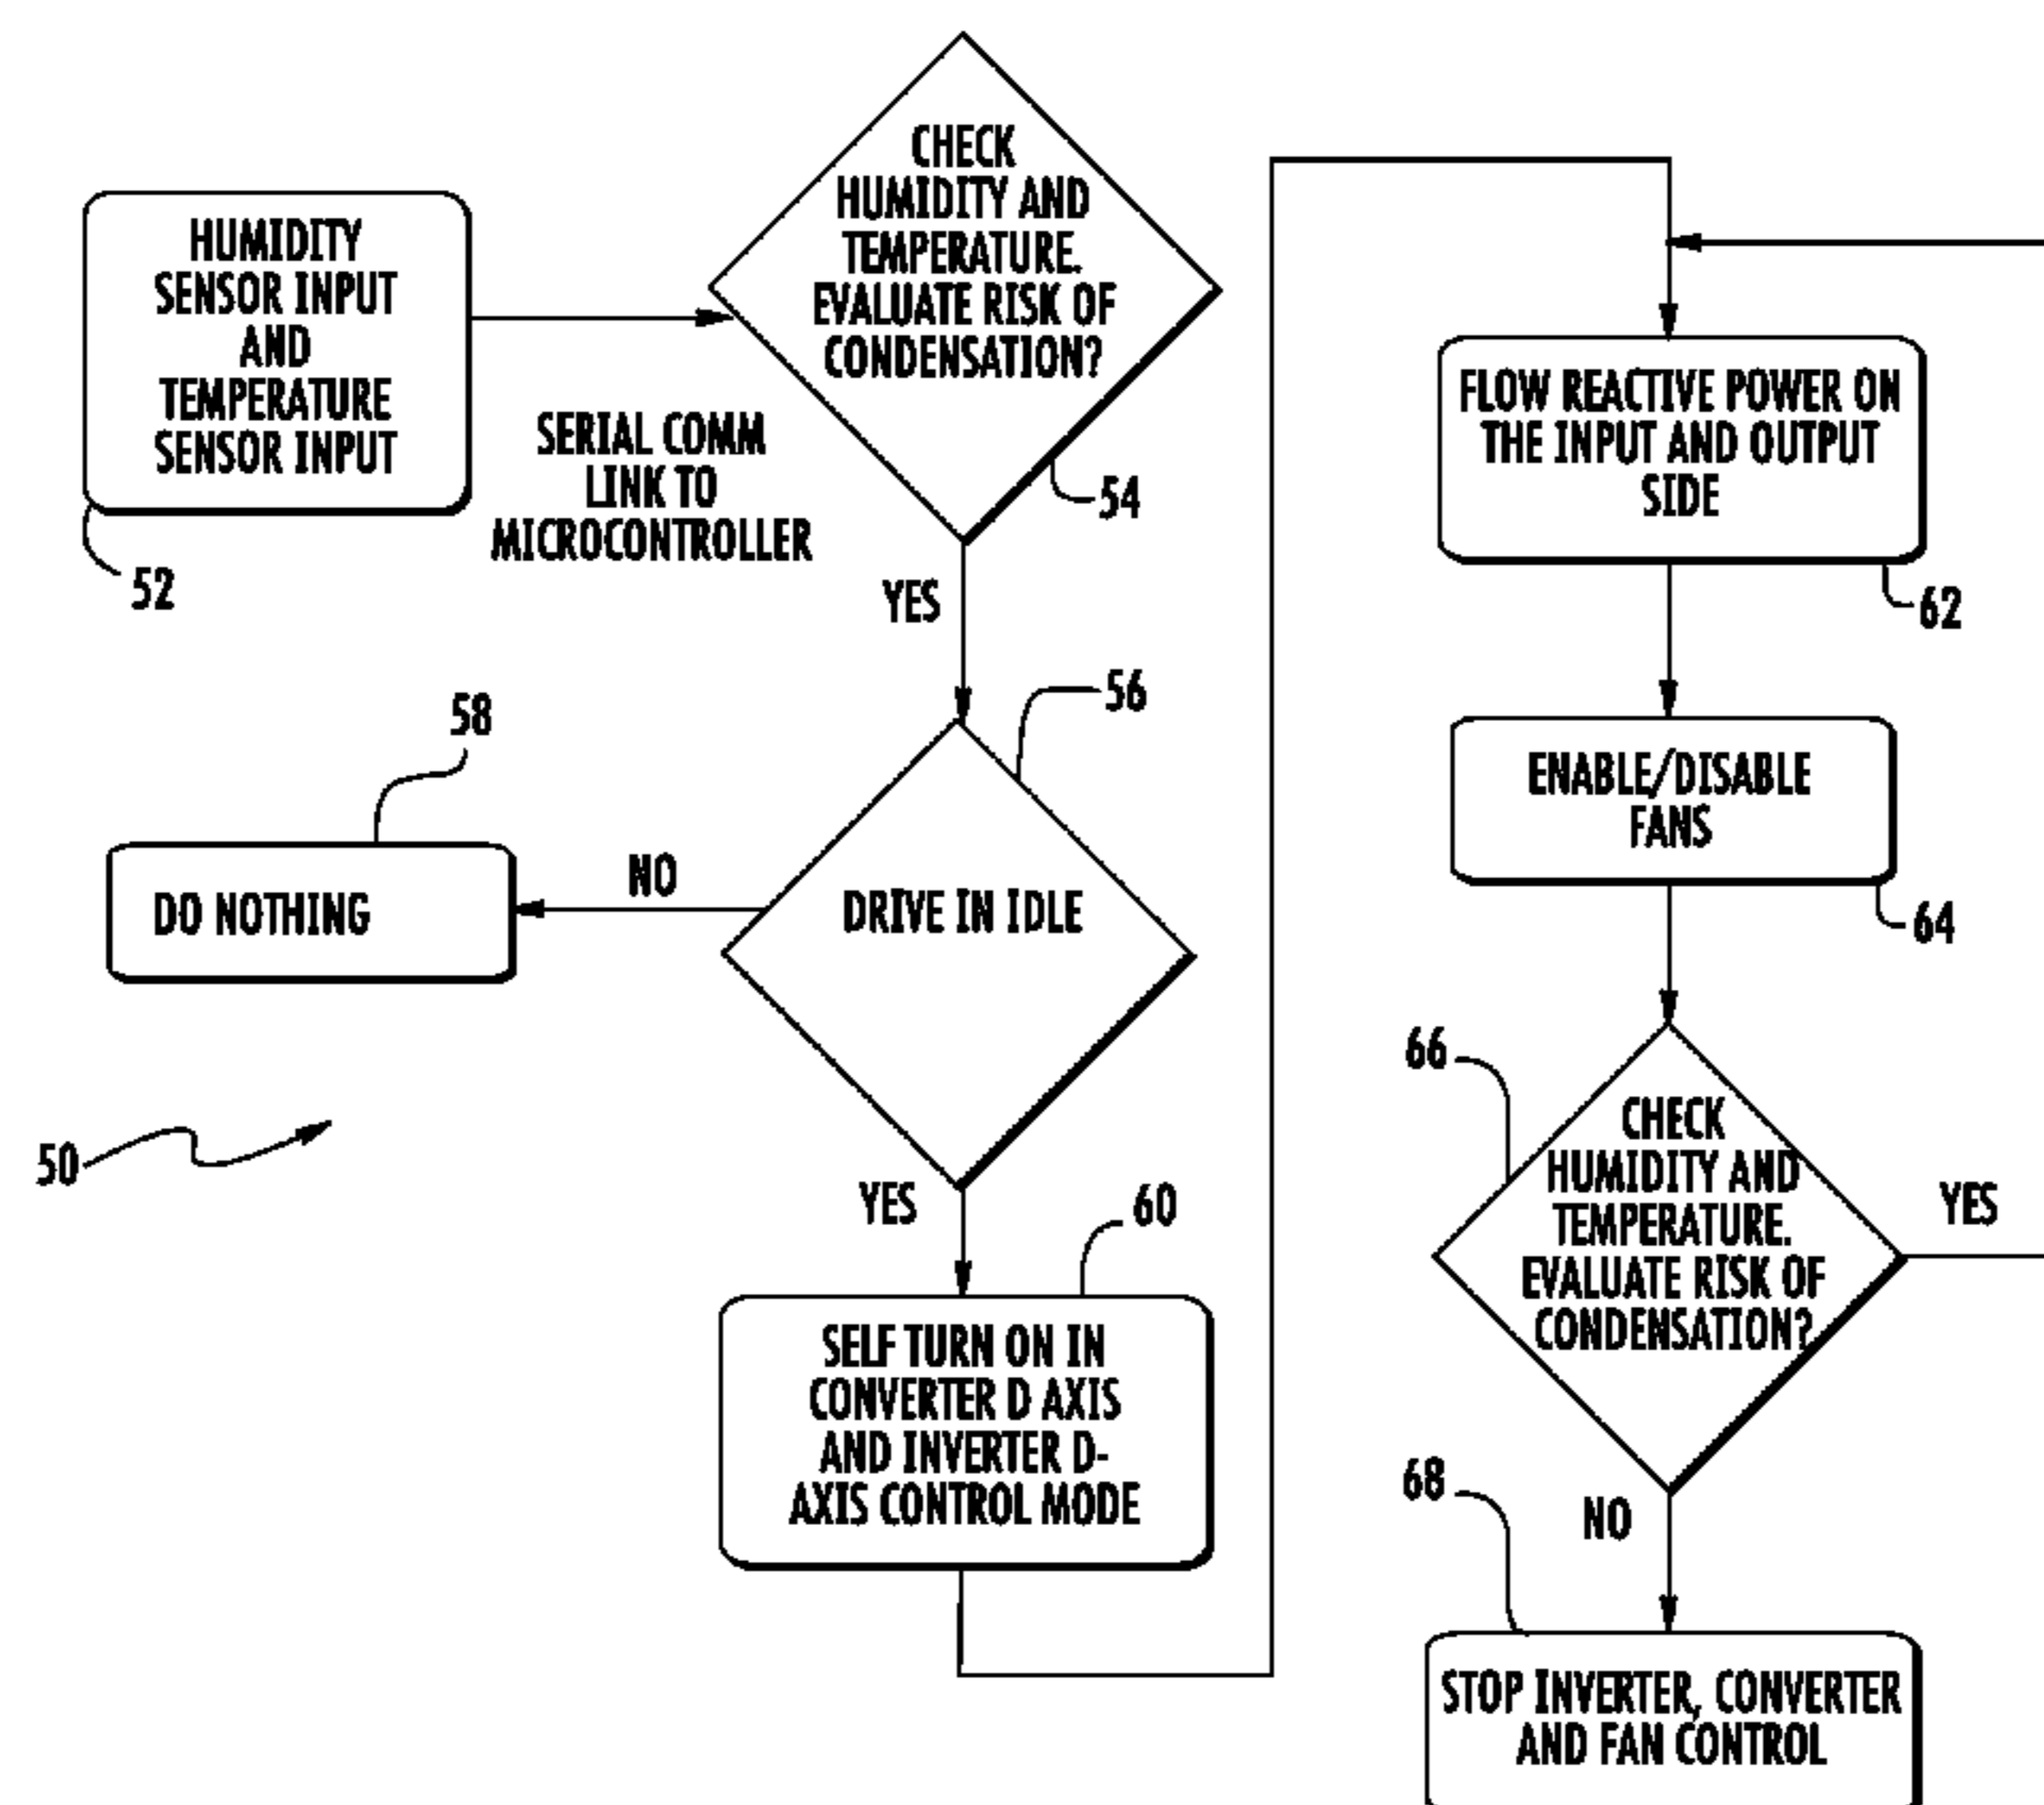 HUMIDITY
SENSOR INPUT
AND
TEMPERATURE
SENSOR INPUT
52
SERIAL COMM
LINK TO
MICROCONTROLLER
CHECK
HUMIDITY AND
TEMPERATURE.
EVALUATE RISK OF
CONDENSATION?
54
YES
56
DRIVE IN IDLE
NO
58
DO NOTHING
50
YES
60
SELF TURN ON IN
CONVERTER D AXIS
AND INVERTER D-
AXIS CONTROL MODE
FLOW REACTIVE POWER ON
THE INPUT AND OUTPUT
SIDE
62
ENABLE/DISABLE
FANS
64
66
CHECK
HUMIDITY AND
TEMPERATURE.
EVALUATE RISK OF
CONDENSATION?
YES
NO
68
STOP INVERTER, CONVERTER
AND FAN CONTROL